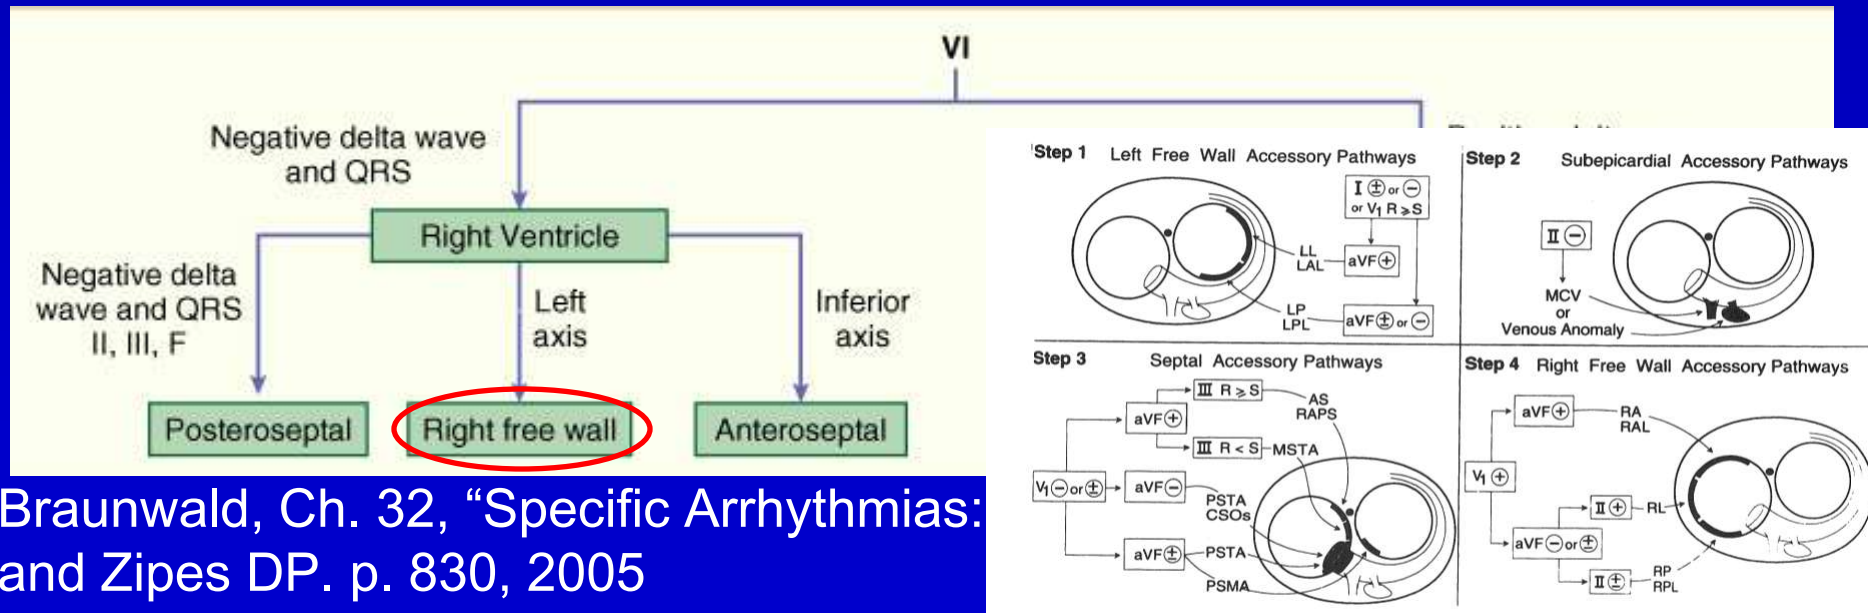 VI
Negative delta wave
and QRS
Right Ventricle
Negative delta
wave and QRS
II, III, F
Left
axis
Inferior
axis
Posteroseptal
Right free wall
Anteroseptal
Braunwald, Ch. 32, “Specific Arrhythmias:
and Zipes DP. p. 830, 2005
Step 1 Left Free Wall Accessory Pathways
I ± or −
or V1 R ≥ S
LL
LAL
aVF +
LP
LPL
aVF ± or −
Step 2 Subepicardial Accessory Pathways
II −
MCV
or
Venous Anomaly
Step 3 Septal Accessory Pathways
III R ≥ S
AS
RAPS
aVF +
III R < S
MSTA
V1 − or ±
aVF −
PSTA
CSOs
aVF ±
PSTA
PSMA
Step 4 Right Free Wall Accessory Pathways
aVF +
RA
RAL
V1 +
II +
RL
aVF − or ±
II ±
RP
RPL